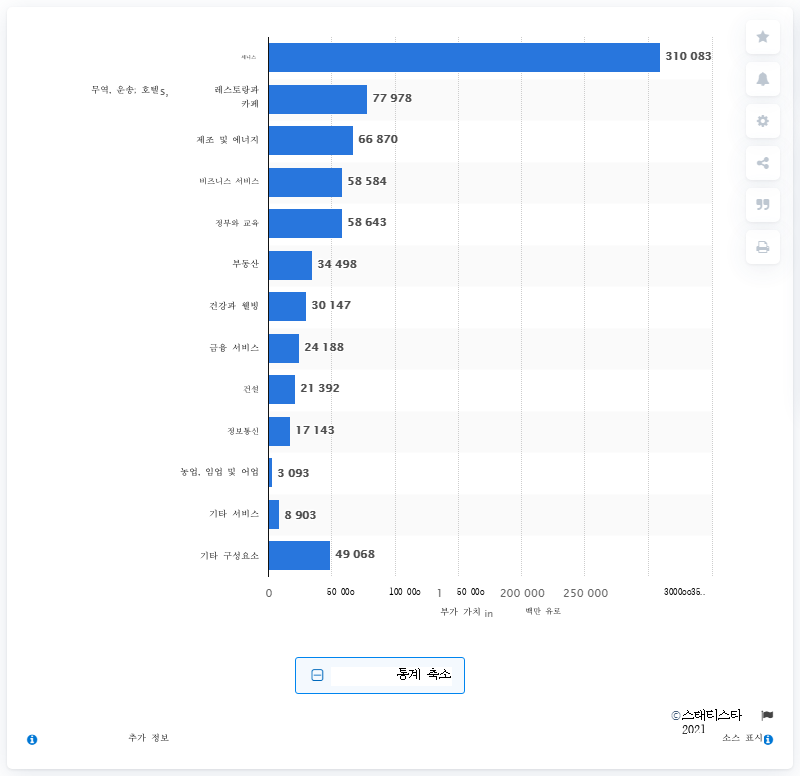 서비스 310 083
무역, 운송, 호텔5, 레스토랑과
카페 77 978
제조 및 에너지 66 870
비즈니스 서비스 58 584
정부와 교육 58 643
부동산 34 498
건강과 웰빙 30 147
금융 서비스 24 188
건설 21 392
정보통신 17 143
농업, 임업 및 어업 3 093
기타 서비스 8 903
기타 구성요소 49 068
0 50 00o 100 00o 1 50 00o 200 000 250 000 3000oo35..
부가 가치 in 백만 유로
통계 축소
©스태티스타
2021
추가 정보 소스 표시